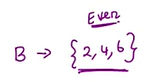 Even
B → {2,4,6}